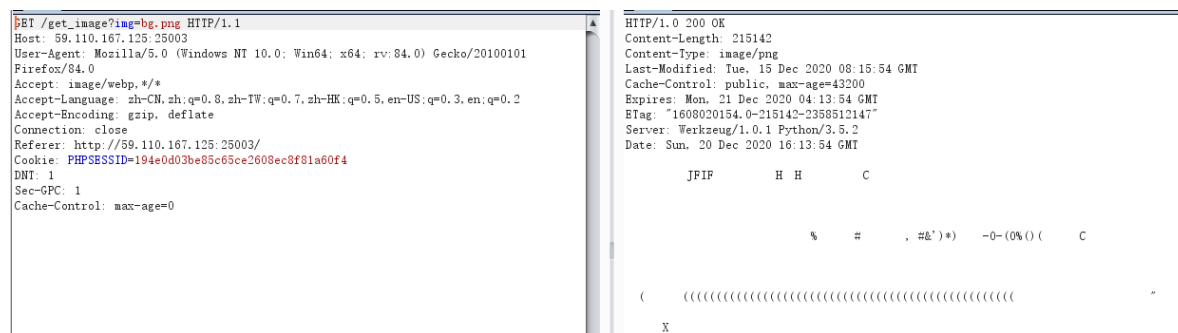 GET /get_image?img=bg.png HTTP/1.1
Host: 59.110.167.125:25003
User-Agent: Mozilla/5.0 (Windows NT 10.0; Win64; x64; rv:84.0) Gecko/20100101
Firefox/84.0
Accept: image/webp,*/*
Accept-Language: zh-CN,zh;q=0.8,zh-TW;q=0.7,zh-HK;q=0.5,en-US;q=0.3,en;q=0.2
Accept-Encoding: gzip, deflate
Connection: close
Referer: http://59.110.167.125:25003/
Cookie: PHPSESSID=194e0d03be85c65ce2608ec8f81a60f4
DNT: 1
Sec-GPC: 1
Cache-Control: max-age=0
HTTP/1.0 200 OK
Content-Length: 215142
Content-Type: image/png
Last-Modified: Tue, 15 Dec 2020 08:15:54 GMT
Cache-Control: public, max-age=43200
Expires: Mon, 21 Dec 2020 04:13:54 GMT
ETag: "1608020154.0-215142-2358512147"
Server: Werkzeug/1.0.1 Python/3.5.2
Date: Sun, 20 Dec 2020 16:13:54 GMT
JFIF H H C
% # , #&')*) -0-(0%()( C
( ((((((((((((((((((((((((((((((((((((((((((((((((((( "
X